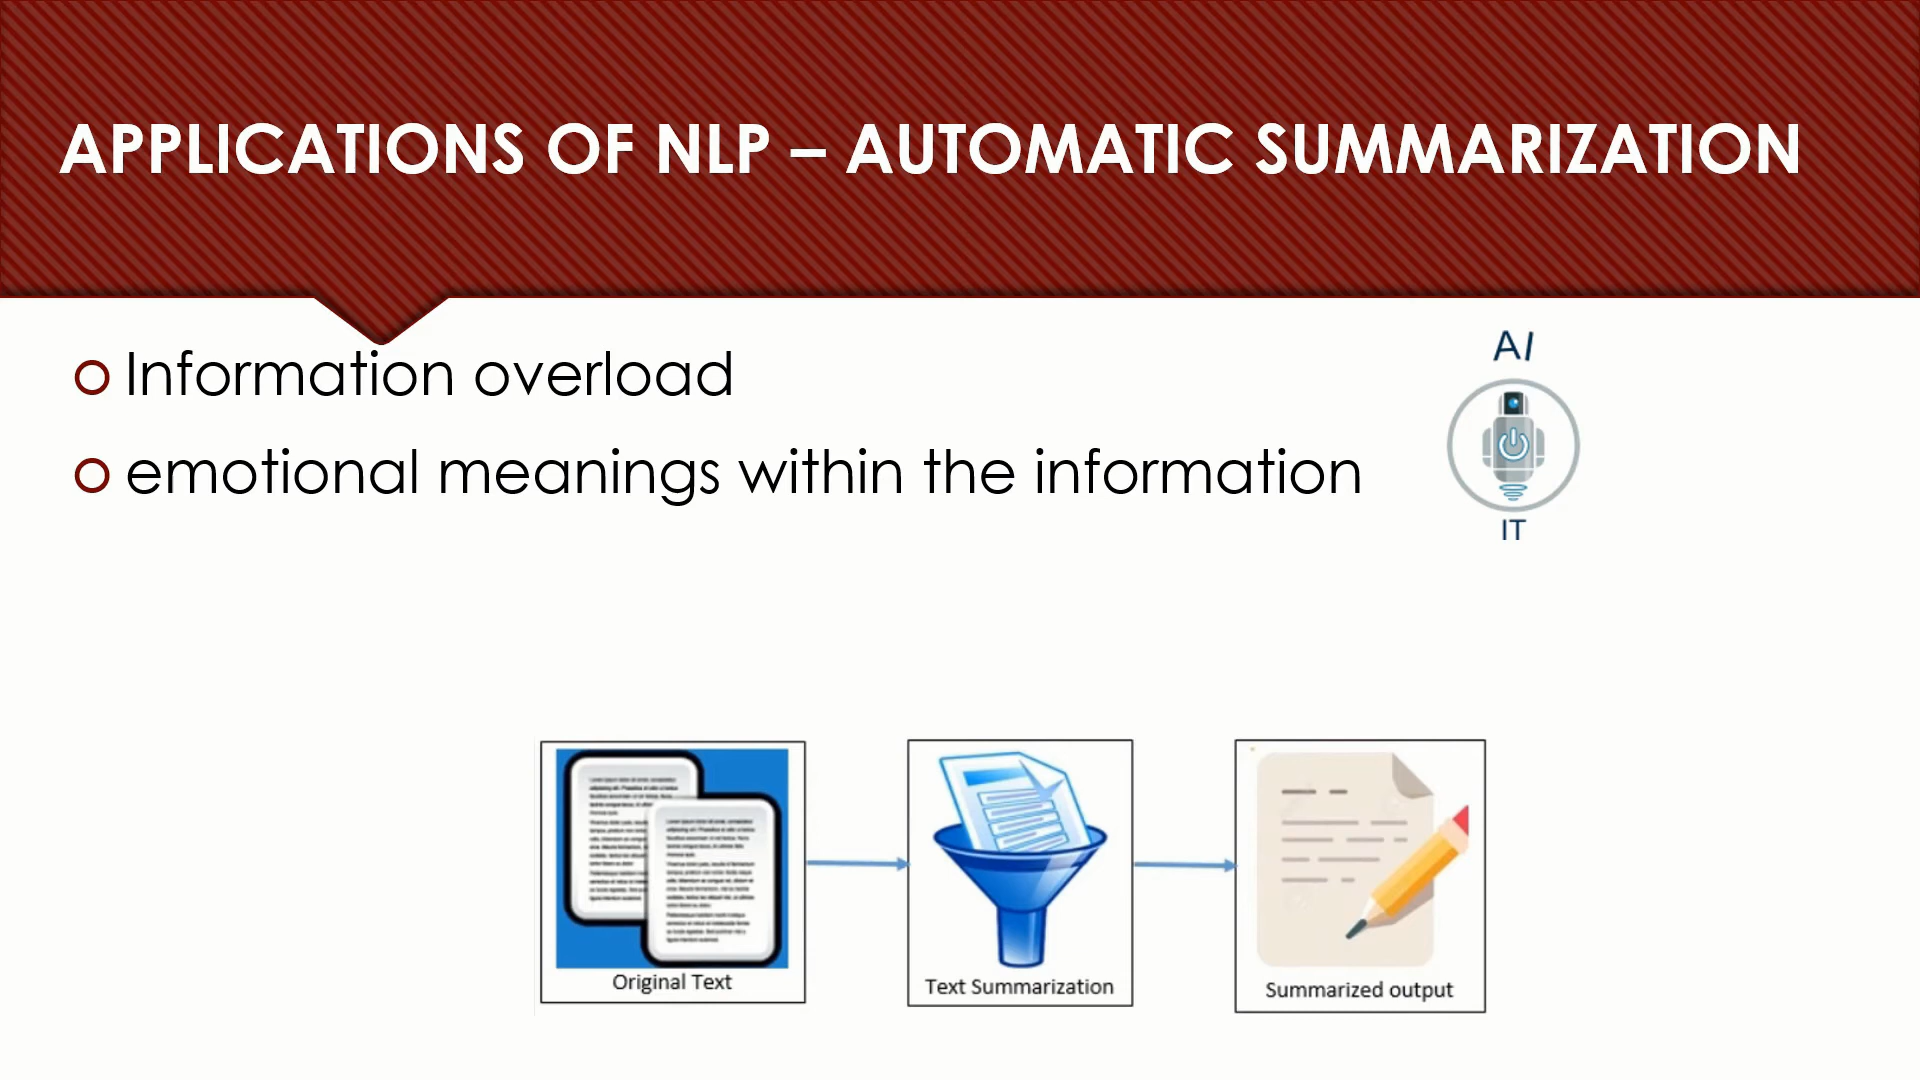 APPLICATIONS OF NLP – AUTOMATIC SUMMARIZATION
Information overload
emotional meanings within the information
AI
IT
Original Text
Text Summarization
Summarized output